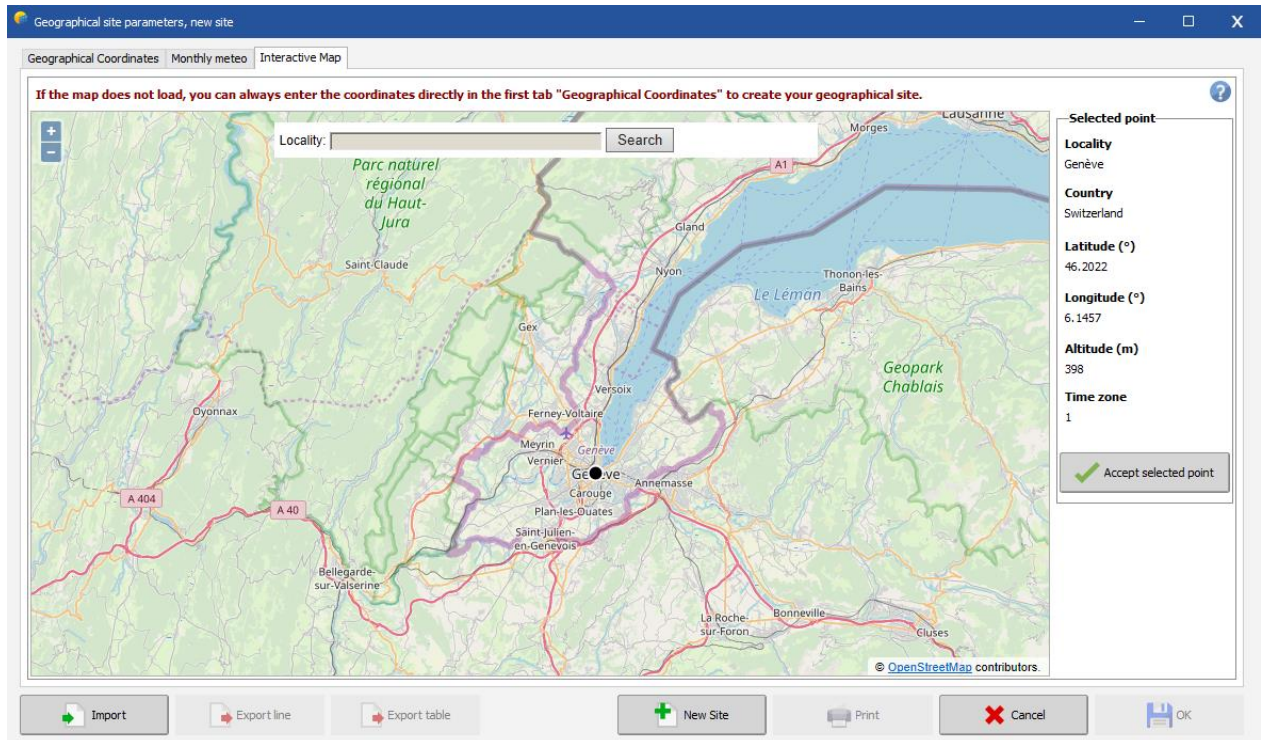 Geographical site parameters, new site
Geographical Coordinates
Monthly meteo
Interactive Map
If the map does not load, you can always enter the coordinates directly in the first tab "Geographical Coordinates" to create your geographical site.
+
−
Locality:
Search
Lausanne
Morges
A1
Parc naturel
régional
du Haut-
Jura
Gland
Saint-Claude
Nyon
Thonon-les-
Bains
Le Léman
Gex
Geopark
Chablais
Versoix
Oyonnax
Ferney-Voltaire
Meyrin
Genève
Vernier
Genève
Annemasse
Carouge
A 404
A 40
Plan-les-Ouates
Saint-Julien-
en-Genevois
Bellegarde-
sur-Valserine
La Roche-
sur-Foron
Bonneville
Cluses
© OpenStreetMap contributors.
Selected point
Locality
Genève
Country
Switzerland
Latitude (°)
46.2022
Longitude (°)
6.1457
Altitude (m)
398
Time zone
1
Accept selected point
Import
Export line
Export table
New Site
Print
Cancel
OK